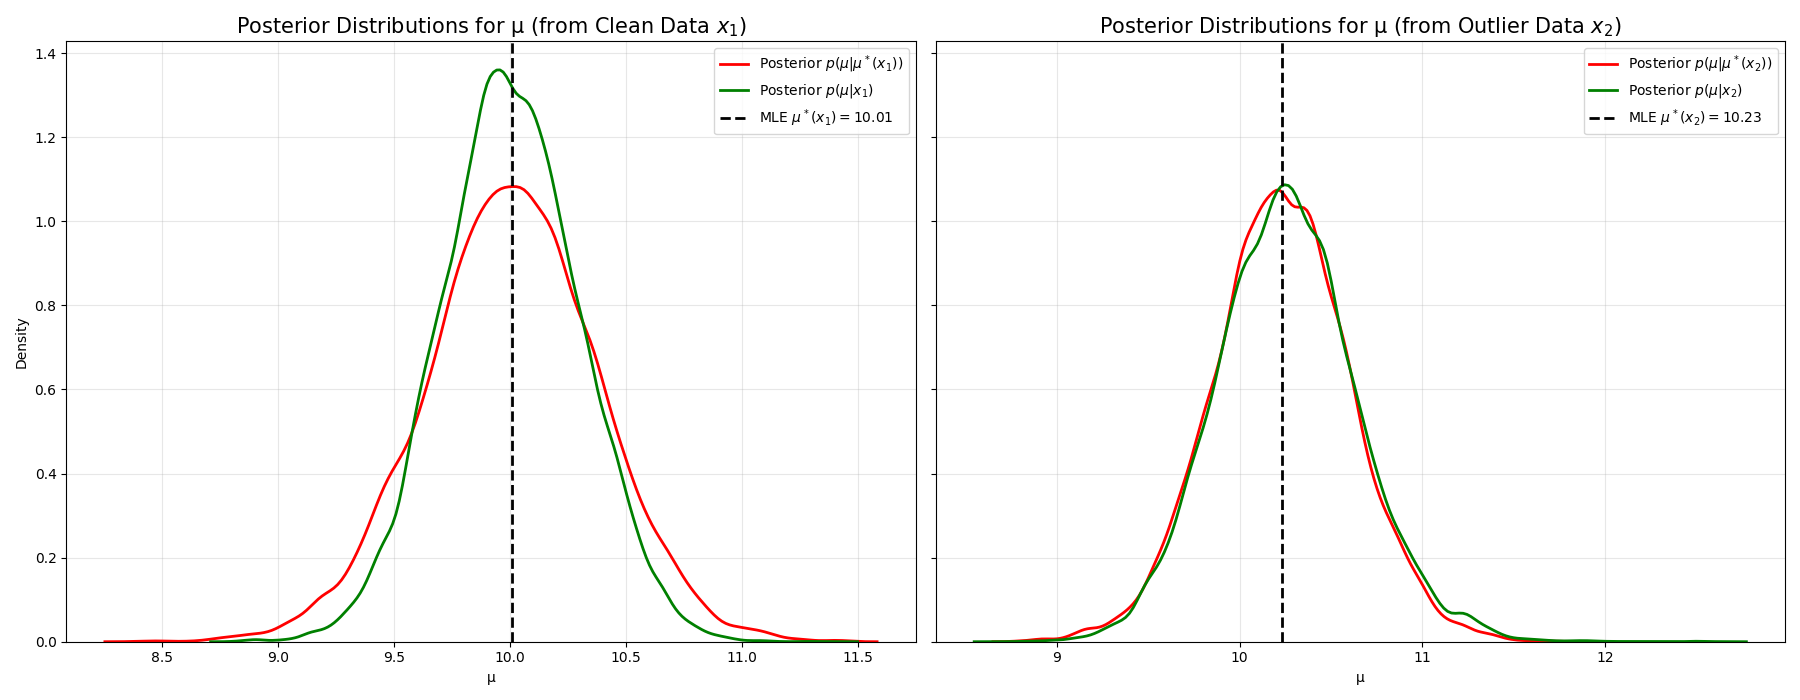 Posterior Distributions for μ (from Clean Data x₁)
1.4
1.2
1.0
0.8
0.6
0.4
0.2
0.0
Density
8.5 9.0 9.5 10.0 10.5 11.0 11.5
μ
Posterior p(μ|μ*(x₁))
Posterior p(μ|x₁)
MLE μ*(x₁) = 10.01
Posterior Distributions for μ (from Outlier Data x₂)
Posterior p(μ|μ*(x₂))
Posterior p(μ|x₂)
MLE μ*(x₂) = 10.23
9 10 11 12
μ